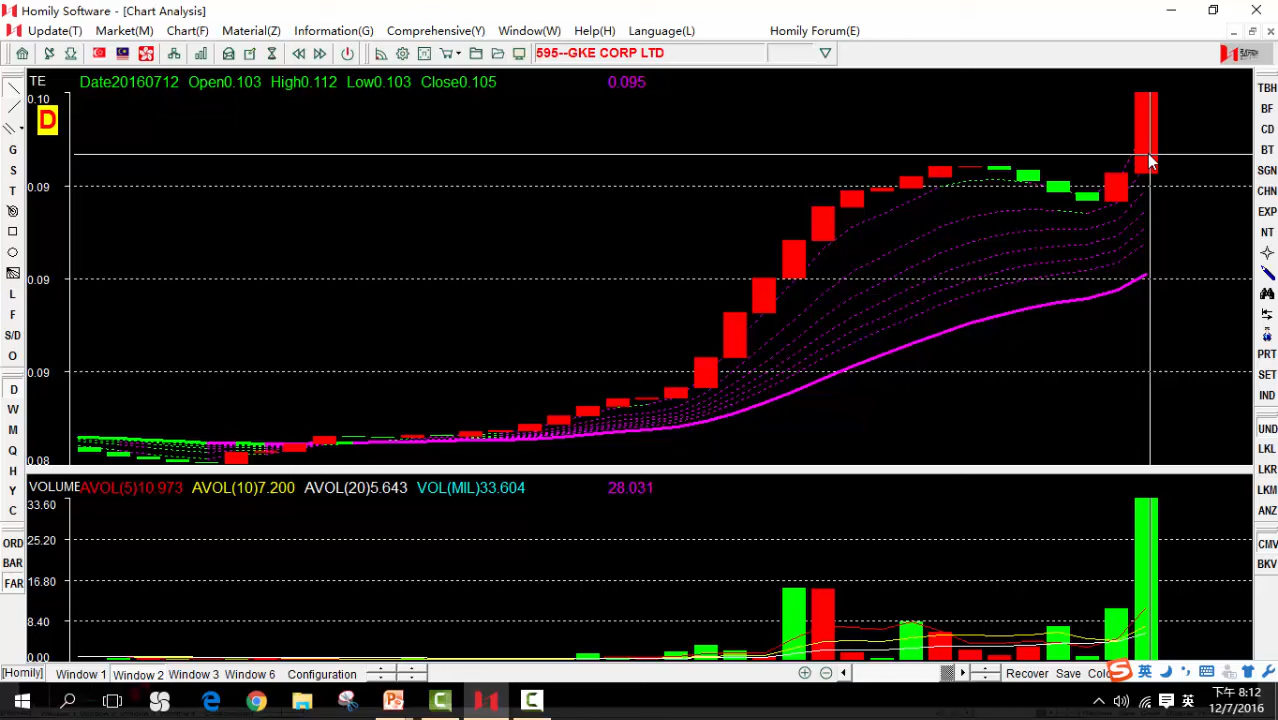 Homily Software - [Chart Analysis]
Update(T) Market(M) Chart(F) Material(Z) Information(G) Comprehensive(Y) Window(W) Help(H) Language(L) Homily Forum(E)
595--GKE CORP LTD
TE Date20160712 Open0.103 High0.112 Low0.103 Close0.105 0.095
0.10
D
0.09
0.09
0.09
0.08
VOLUME AVOL(5)10.973 AVOL(10)7.200 AVOL(20)5.643 VOL(MIL)33.604 28.031
33.60
25.20
16.80
8.40
0.00
G
S
T
L
F
S/D
O
D
W
M
Q
H
Y
C
ORD
BAR
FAR
TBH
BF
CD
BT
SGN
CHN
EXP
NT
PRT
SET
IND
UND
LKL
LKR
LKM
ANZ
CMV
BKV
[Homily] Window 1 Window 2 Window 3 Window 6 Configuration Recover Save Colo
英
英 下午 8:12
12/7/2016